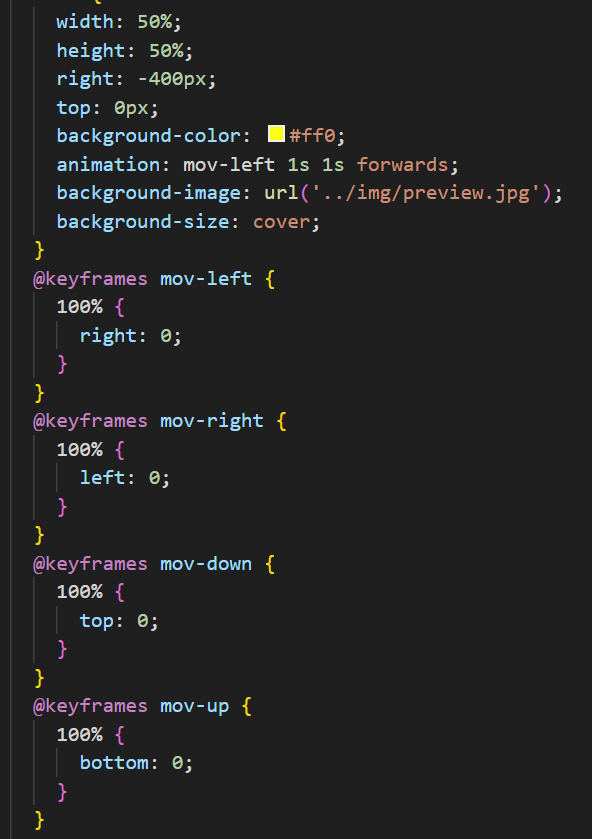 {
width: 50%;
height: 50%;
right: -400px;
top: 0px;
background-color: #ff0;
animation: mov-left 1s 1s forwards;
background-image: url('../img/preview.jpg');
background-size: cover;
}
@keyframes mov-left {
100% {
right: 0;
}
}
@keyframes mov-right {
100% {
left: 0;
}
}
@keyframes mov-down {
100% {
top: 0;
}
}
@keyframes mov-up {
100% {
bottom: 0;
}
}